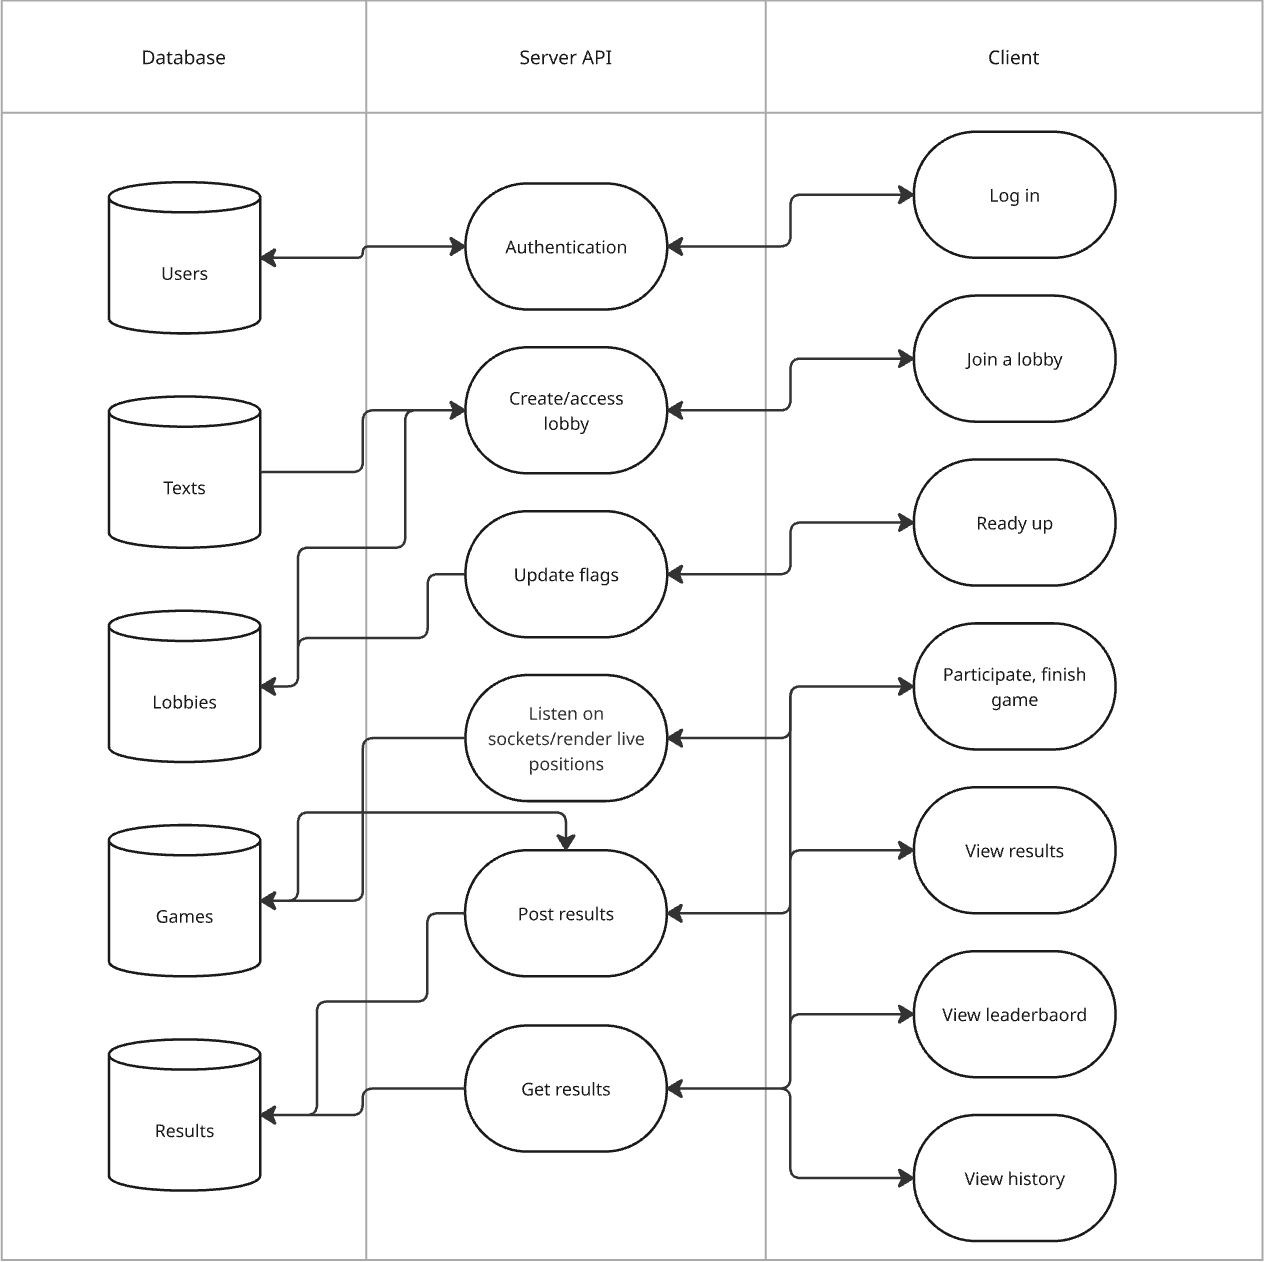 Database
Server API
Client
Users
Texts
Lobbies
Games
Results
Authentication
Create/access
lobby
Update flags
Listen on
sockets/render live
positions
Post results
Get results
Log in
Join a lobby
Ready up
Participate, finish
game
View results
View leaderbaord
View history